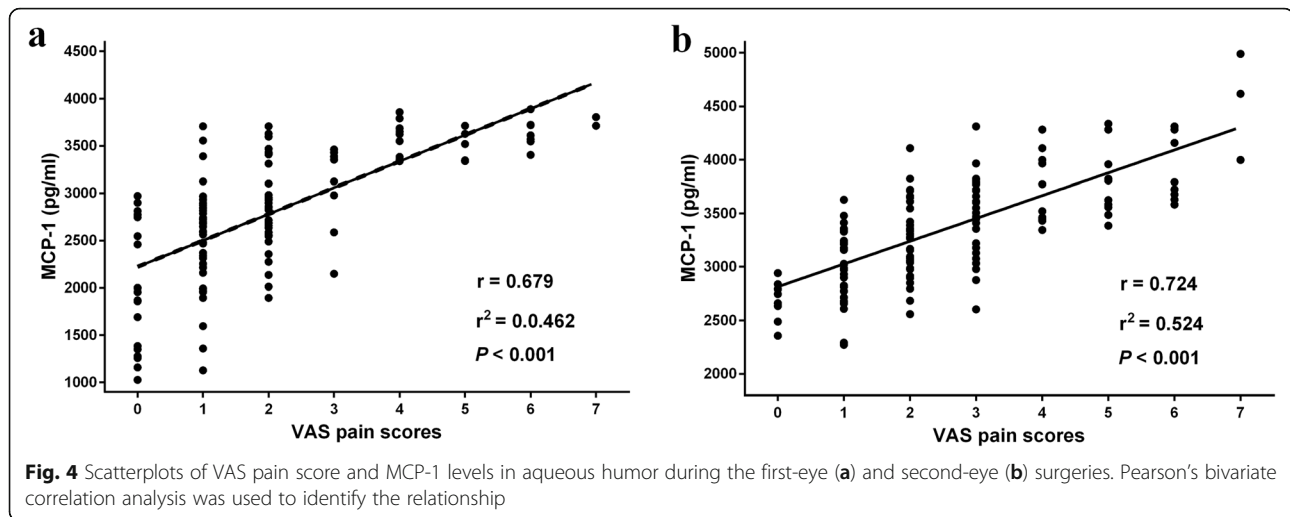 a
4500
4000
3500
3000
2500
2000
1500
1000
MCP-1 (pg/ml)
r = 0.679
r² = 0.0.462
P < 0.001
0 1 2 3 4 5 6 7
VAS pain scores
b
5000
4500
4000
3500
3000
2500
2000
MCP-1 (pg/ml)
r = 0.724
r² = 0.524
P < 0.001
0 1 2 3 4 5 6 7
VAS pain scores
Fig. 4 Scatterplots of VAS pain score and MCP-1 levels in aqueous humor during the first-eye (a) and second-eye (b) surgeries. Pearson's bivariate
correlation analysis was used to identify the relationship